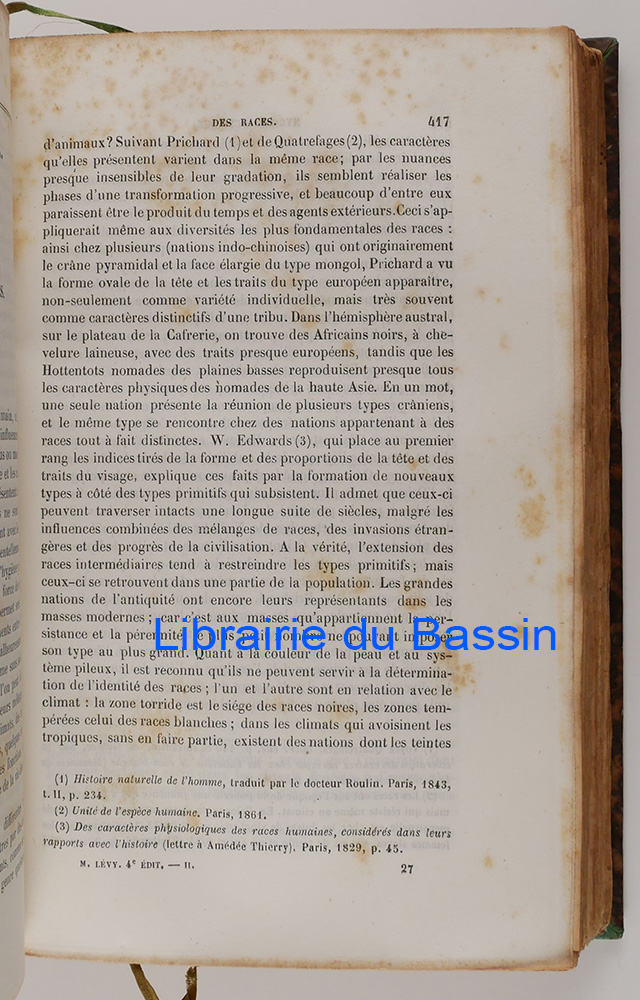 DES RACES. 417
d'animaux? Suivant Prichard (1) et de Quatrefages (2), les caractères
qu'elles présentent varient dans la même race; par les nuances
presque insensibles de leur gradation, ils semblent réaliser les
phases d'une transformation progressive, et beaucoup d'entre eux
paraissent être le produit du temps et des agents extérieurs. Ceci s'ap-
pliquerait même aux diversités les plus fondamentales des races :
ainsi chez plusieurs (nations indo-chinoises) qui ont originairement
le crâne pyramidal et la face élargie du type mongol, Prichard a vu
la forme ovale de la tête et les traits du type européen apparaître,
non-seulement comme variété individuelle, mais très souvent
comme caractères distinctifs d'une tribu. Dans l'hémisphère austral,
sur le plateau de la Cafrerie, on trouve des Africains noirs, à che-
velure laineuse, avec des traits presque européens, tandis que les
Hottentots nomades des plaines basses reproduisent presque tous
les caractères physiques des nomades de la haute Asie. En un mot,
une seule nation présente la réunion de plusieurs types crâniens,
et le même type se rencontre chez des nations appartenant à des
races tout à fait distinctes. W. Edwards (3), qui place au premier
rang les indices tirés de la forme et des proportions de la tête et des
traits du visage, explique ces faits par la formation de nouveaux
types à côté des types primitifs qui subsistent. Il admet que ceux-ci
peuvent traverser intacts une longue suite de siècles, malgré les
influences combinées des mélanges de races, des invasions étran-
gères et des progrès de la civilisation. A la vérité, l'extension des
races intermédiaires tend à restreindre les types primitifs; mais
ceux-ci se retrouvent dans une partie de la population. Les grandes
nations de l'antiquité ont encore leurs représentants dans les
masses modernes; car c'est aux masses qu'appartiennent la per-
sistance et la pérennité, le plus petit nombre ne pouvant imposer
Librairie du Bassin
son type au plus grand. Quant à la couleur de la peau et au sys-
tème pileux, il est reconnu qu'ils ne peuvent servir à la détermina-
tion de l'identité des races; l'un et l'autre sont en relation avec le
climat : la zone torride est le siége des races noires, les zones tem-
pérées celui des races blanches; dans les climats qui avoisinent les
tropiques, sans en faire partie, existent des nations dont les teintes
(1) Histoire naturelle de l'homme, traduit par le docteur Roulin. Paris, 1843,
t. II, p. 234.
(2) Unité de l'espèce humaine. Paris, 1861.
(3) Des caractères physiologiques des races humaines, considérés dans leurs
rapports avec l'histoire (lettre à Amédée Thierry). Paris, 1829, p. 45.
M. LÉVY. 4e ÉDIT. — II. 27